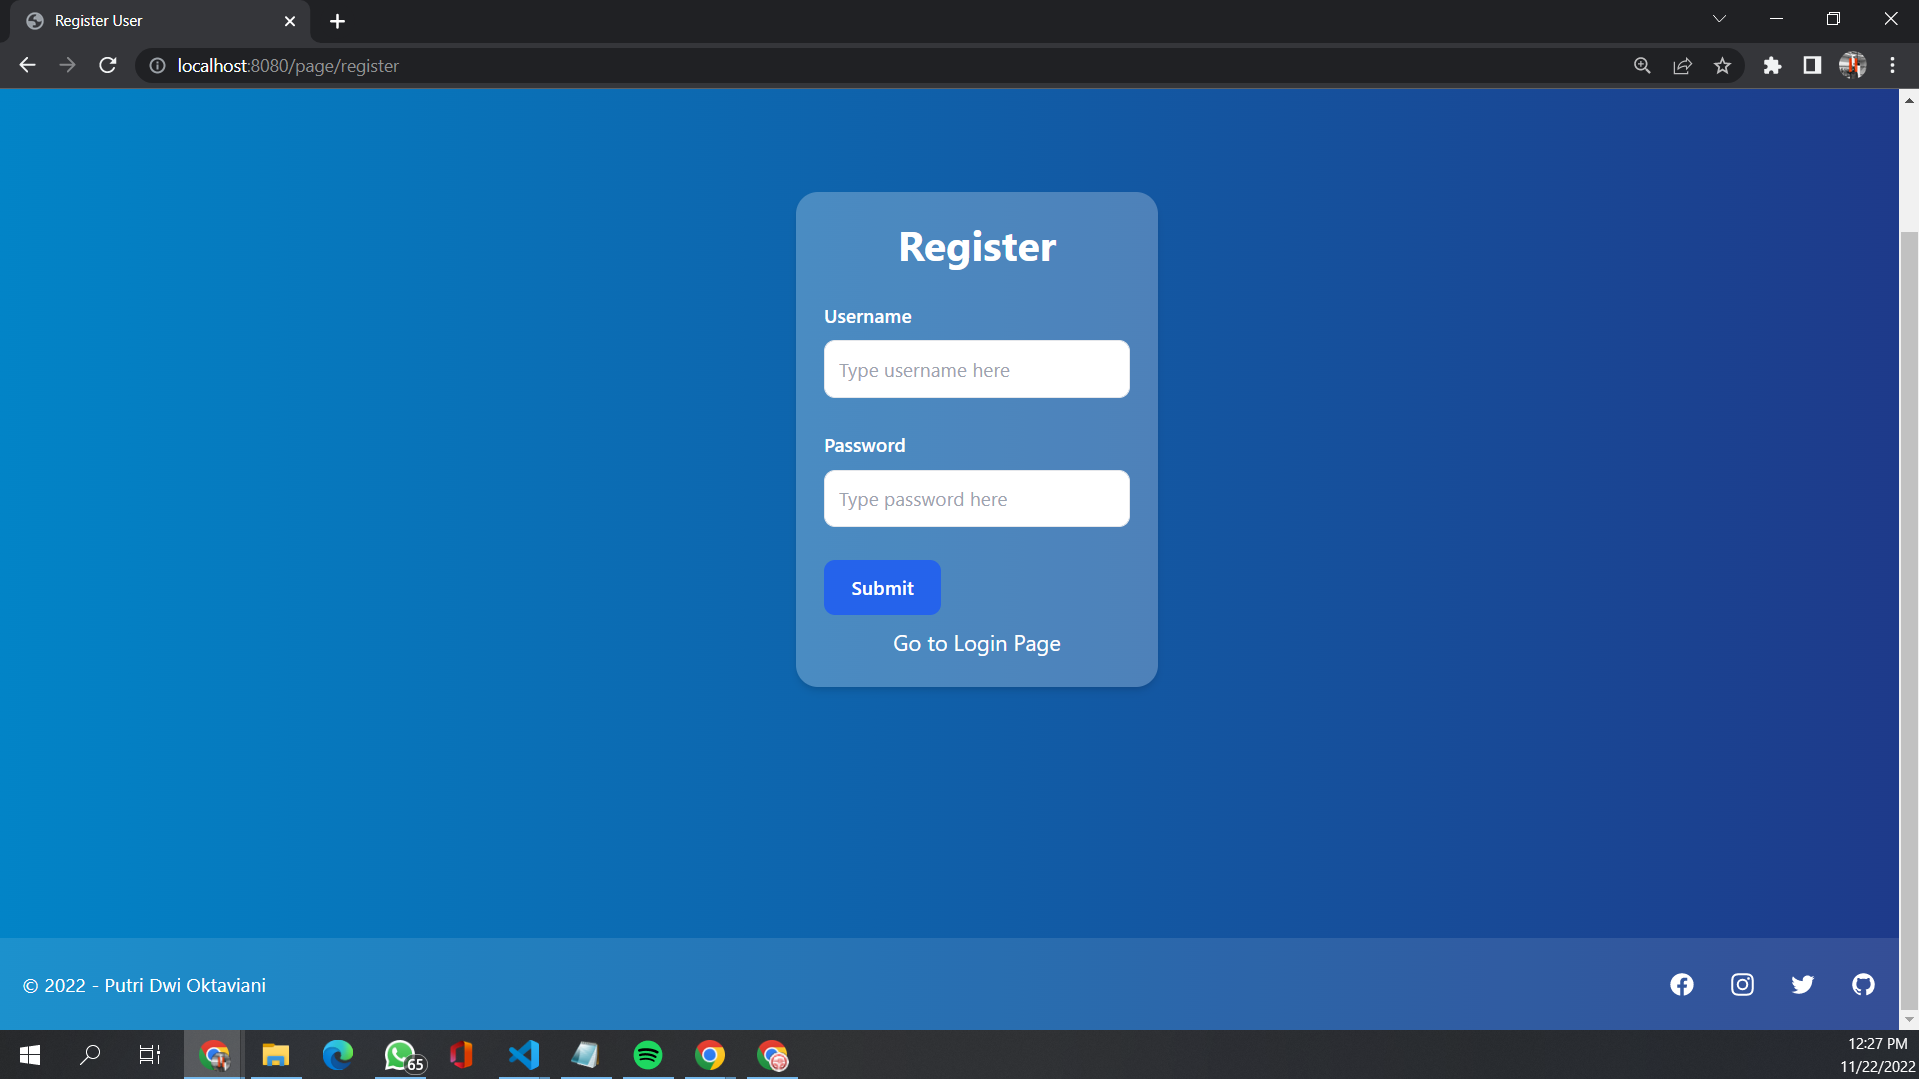 Register User
localhost:8080/page/register
Register
Username
Type username here
Password
Type password here
Submit
Go to Login Page
© 2022 - Putri Dwi Oktaviani
65
12:27 PM
11/22/2022